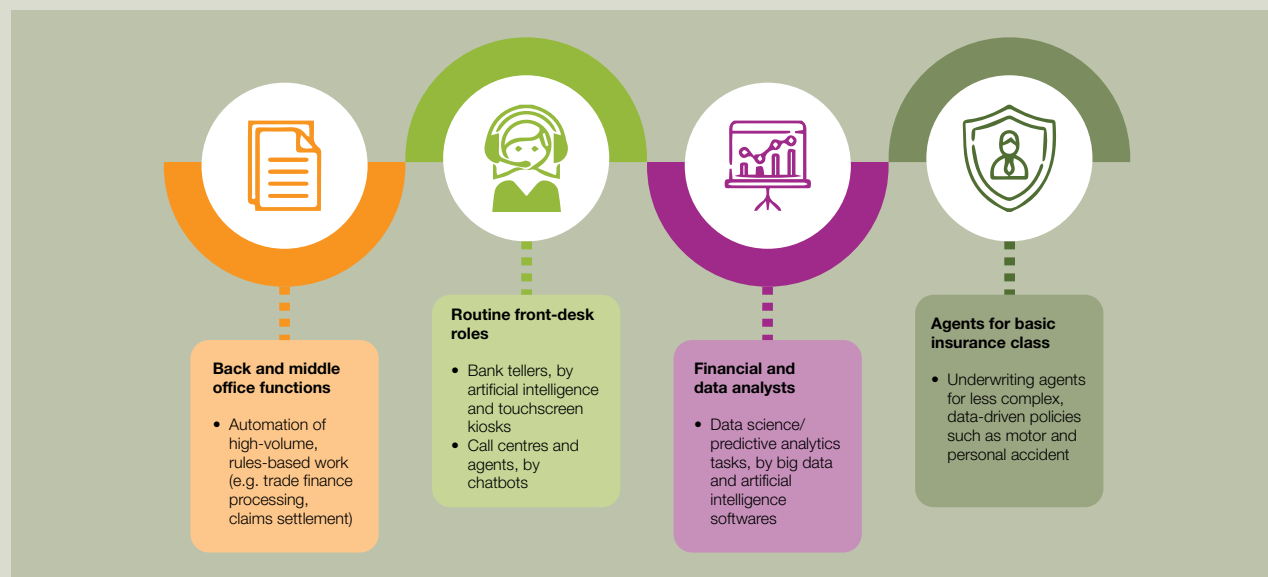 Back and middle
office functions
• Automation of
high-volume,
rules-based work
(e.g. trade finance
processing,
claims settlement)
Routine front-desk
roles
• Bank tellers, by
artificial intelligence
and touchscreen
kiosks
• Call centres and
agents, by
chatbots
Financial and
data analysts
• Data science/
predictive analytics
tasks, by big data
and artificial
intelligence
softwares
Agents for basic
insurance class
• Underwriting agents
for less complex,
data-driven policies
such as motor and
personal accident